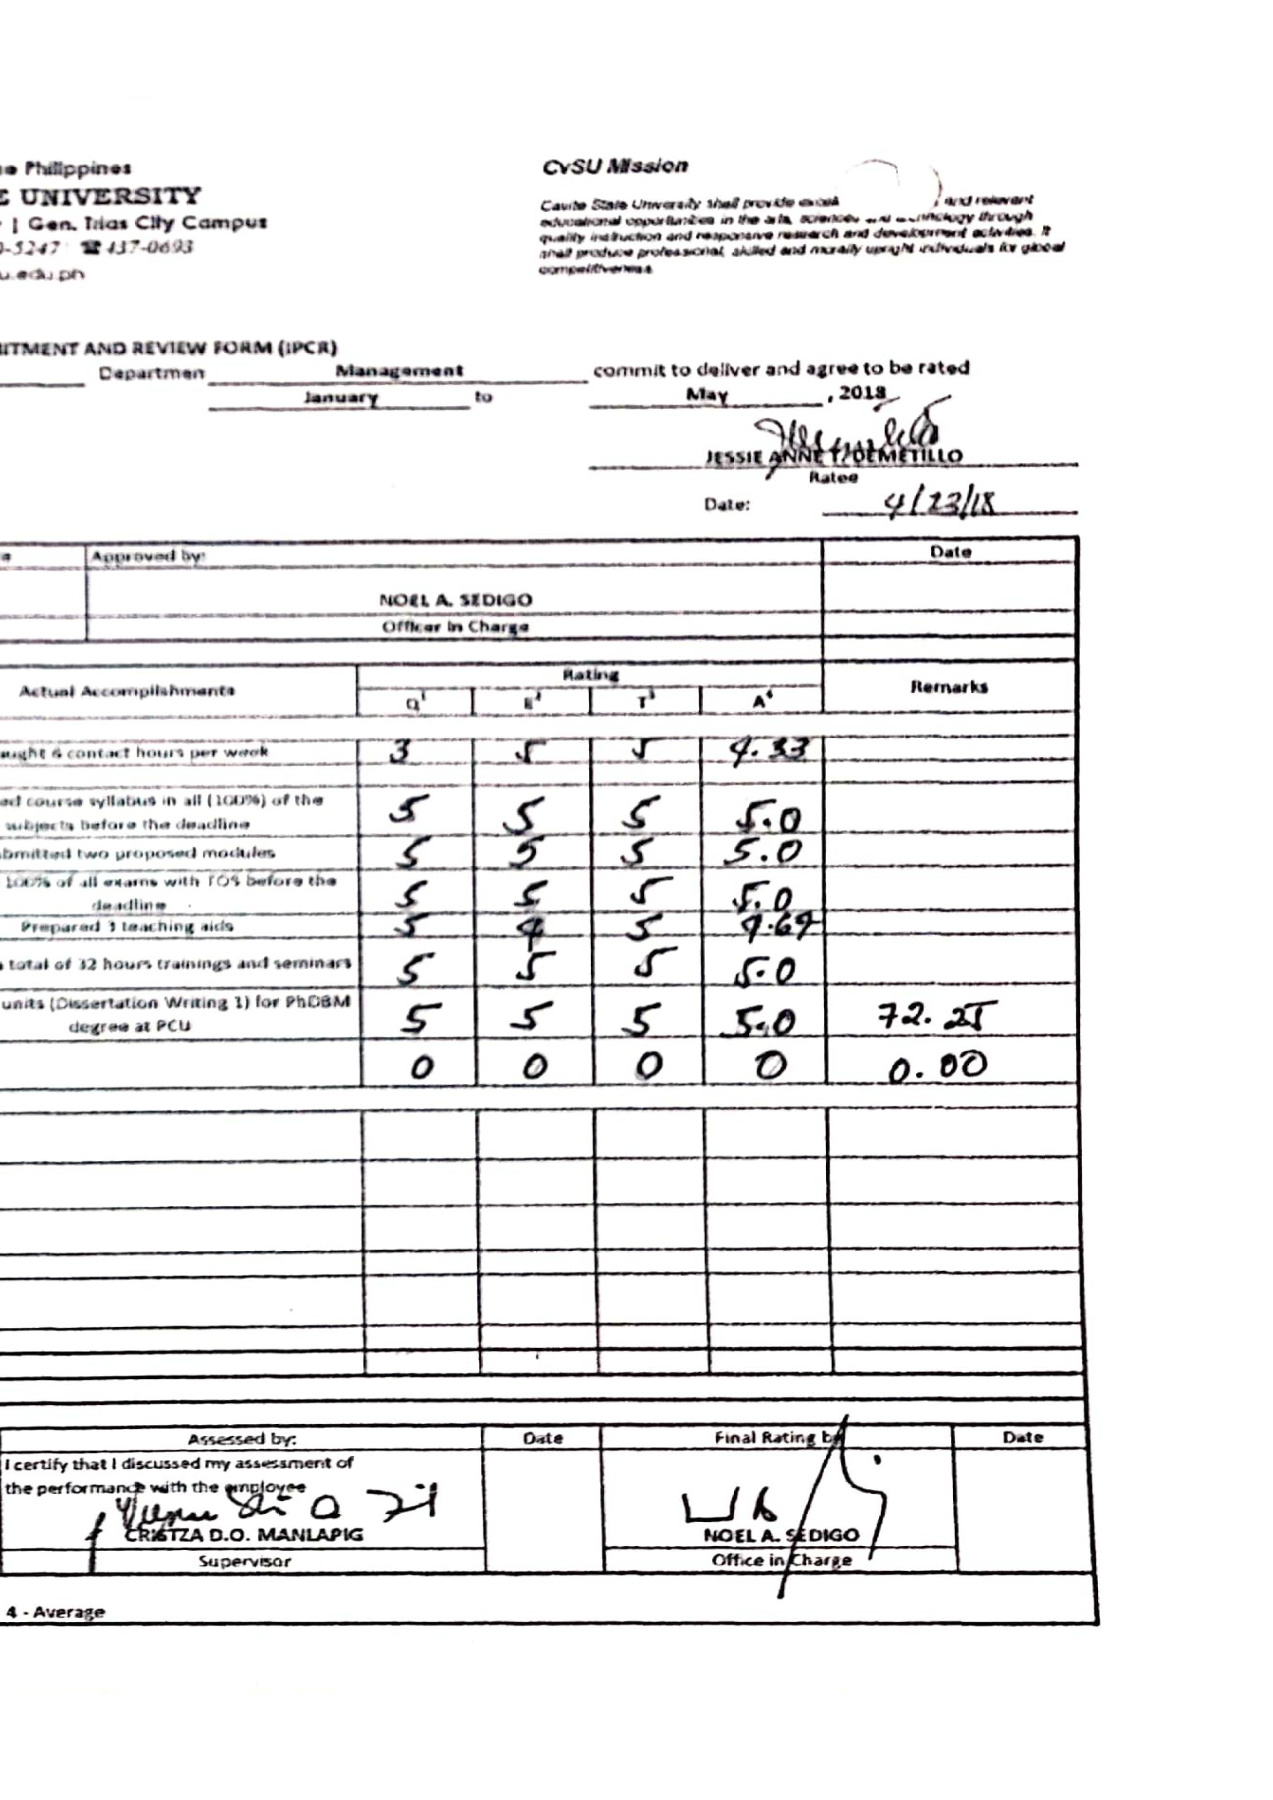 e Philippines
E UNIVERSITY
| Gen. Trias City Campus
0-5247 ☎ 437-0693
u.edu.ph
CvSU Mission
Cavite State University shall provide and relevant
educational opportunities in the arts, sciences and technology through
quality instruction and responsive research and development activities. It
shall produce professional, skilled and morally upright individuals for global
competitiveness.
ITMENT AND REVIEW FORM (IPCR)
Departmen Management commit to deliver and agree to be rated
January to May , 2018
JESSIE ANNE T. DEMETILLO
Ratee
Date: 4/23/18
Approved by: Date
NOEL A. SEDIGO
Officer in Charge
Actual Accomplishments Rating Remarks
Q1 E2 T3 A4
aught 6 contact hours per week 3 5 5 4.33
ed course syllabus in all (100%) of the
subjects before the deadline 5 5 5 5.0
bmitted two proposed modules 5 5 5 5.0
100% of all exams with TOS before the
deadline 5 5 5 5.0
Prepared 3 teaching aids 5 4 5 4.67
total of 32 hours trainings and seminars 5 5 5 5.0
units (Dissertation Writing 1) for PhDBM
degree at PCU 5 5 5 5.0 72.25
0 0 0 0 0.00
Assessed by: Date Final Rating by Date
I certify that I discussed my assessment of
the performance with the employee
CRISTZA D.O. MANLAPIG NOEL A. SEDIGO
Supervisor Office in Charge
4 - Average